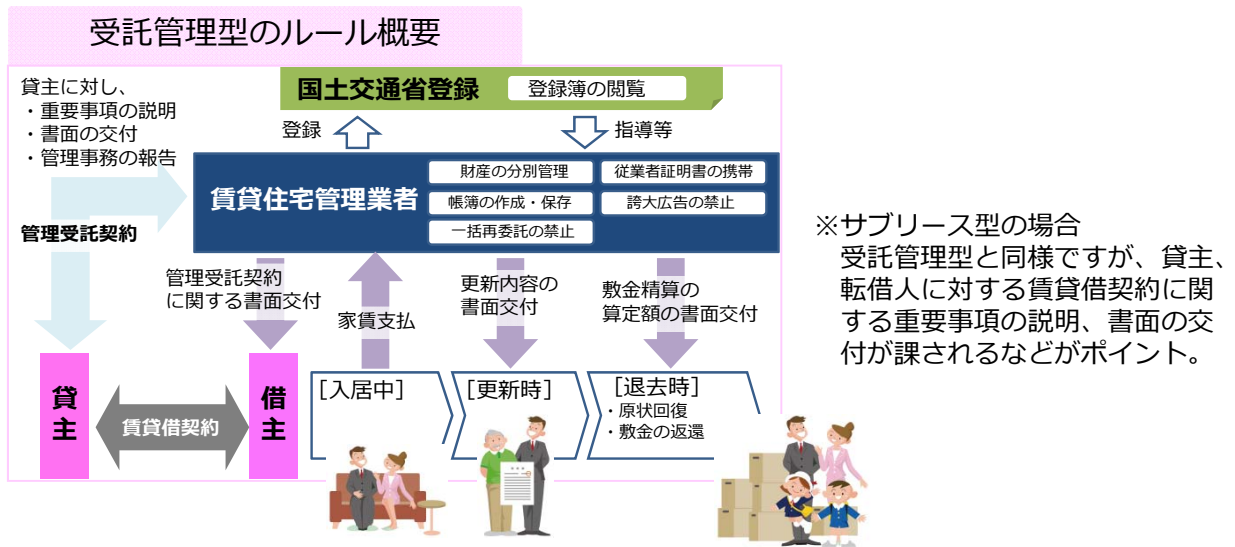 受託管理型のルール概要
貸主に対し、
・重要事項の説明
・書面の交付
・管理事務の報告
国土交通省登録
登録簿の閲覧
登録
指導等
賃貸住宅管理業者
財産の分別管理
従業者証明書の携帯
帳簿の作成・保存
誇大広告の禁止
一括再委託の禁止
管理受託契約
管理受託契約
に関する書面交付
家賃支払
更新内容の
書面交付
敷金精算の
算定額の書面交付
貸主
賃貸借契約
借主
[入居中]
[更新時]
[退去時]
・原状回復
・敷金の返還
※サブリース型の場合
受託管理型と同様ですが、貸主、
転借人に対する賃貸借契約に関
する重要事項の説明、書面の交
付が課されるなどがポイント。